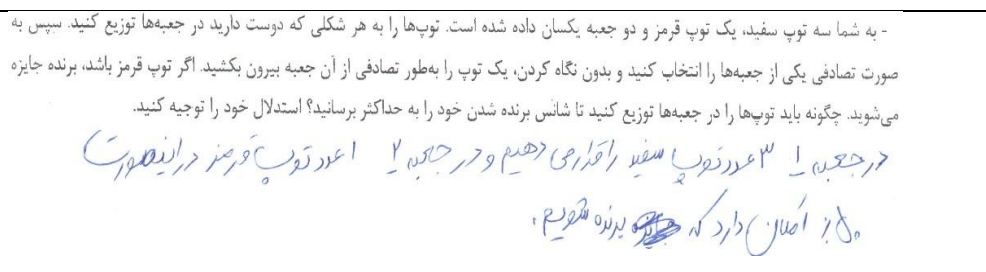 - به شما سه توپ سفید، یک توپ قرمز و دو جعبه یکسان داده شده است. توپ‌ها را به هر شکلی که دوست دارید در جعبه‌ها توزیع کنید. سپس به
صورت تصادفی یکی از جعبه‌ها را انتخاب کنید و بدون نگاه کردن، یک توپ را به‌طور تصادفی از آن جعبه بیرون بکشید. اگر توپ قرمز باشد، برنده جایزه
می‌شوید. چگونه باید توپ‌ها را در جعبه‌ها توزیع کنید تا شانس برنده شدن خود را به حداکثر برسانید؟ استدلال خود را توجیه کنید.
در جعبه 1 ۳ عدد توپ سفید را قرار می دهیم و در جعبه ۲ ۱ عدد توپ قرمز در اینصورت
۵۰٪ امکان دارد که برنده شویم.